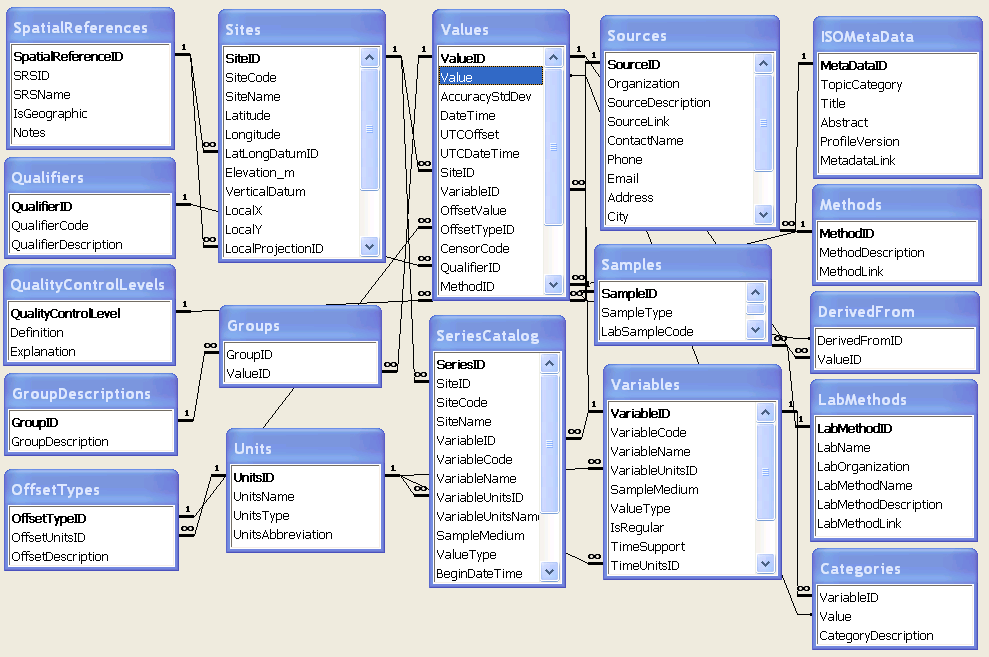 SpatialReferences
SpatialReferenceID
SRSID
SRSName
IsGeographic
Notes
Qualifiers
QualifierID
QualifierCode
QualifierDescription
QualityControlLevels
QualityControlLevel
Definition
Explanation
GroupDescriptions
GroupID
GroupDescription
OffsetTypes
OffsetTypeID
OffsetUnitsID
OffsetDescription
Sites
SiteID
SiteCode
SiteName
Latitude
Longitude
LatLongDatumID
Elevation_m
VerticalDatum
LocalX
LocalY
LocalProjectionID
Groups
GroupID
ValueID
Units
UnitsID
UnitsName
UnitsType
UnitsAbbreviation
Values
ValueID
Value
AccuracyStdDev
DateTime
UTCOffset
UTCDateTime
SiteID
VariableID
OffsetValue
OffsetTypeID
CensorCode
QualifierID
MethodID
SeriesCatalog
SeriesID
SiteID
SiteCode
SiteName
VariableID
VariableCode
VariableName
VariableUnitsID
VariableUnitsName
SampleMedium
ValueType
BeginDateTime
Sources
SourceID
Organization
SourceDescription
SourceLink
ContactName
Phone
Email
Address
City
Samples
SampleID
SampleType
LabSampleCode
Variables
VariableID
VariableCode
VariableName
VariableUnitsID
SampleMedium
ValueType
IsRegular
TimeSupport
TimeUnitsID
ISOMetaData
MetaDataID
TopicCategory
Title
Abstract
ProfileVersion
MetadataLink
Methods
MethodID
MethodDescription
MethodLink
DerivedFrom
DerivedFromID
ValueID
LabMethods
LabMethodID
LabName
LabOrganization
LabMethodName
LabMethodDescription
LabMethodLink
Categories
VariableID
Value
CategoryDescription